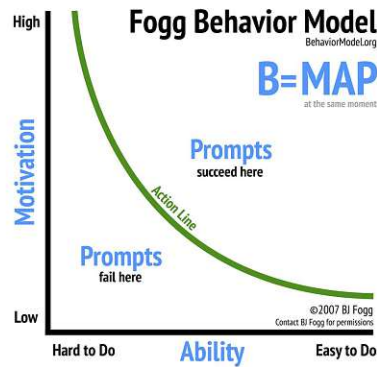 High
Fogg Behavior Model
BehaviorModel.org
B=MAP
at the same moment
Motivation
Prompts
succeed here
Action Line
Prompts
fail here
©2007 BJ Fogg
Contact BJ Fogg for permissions
Low
Hard to Do
Ability
Easy to Do